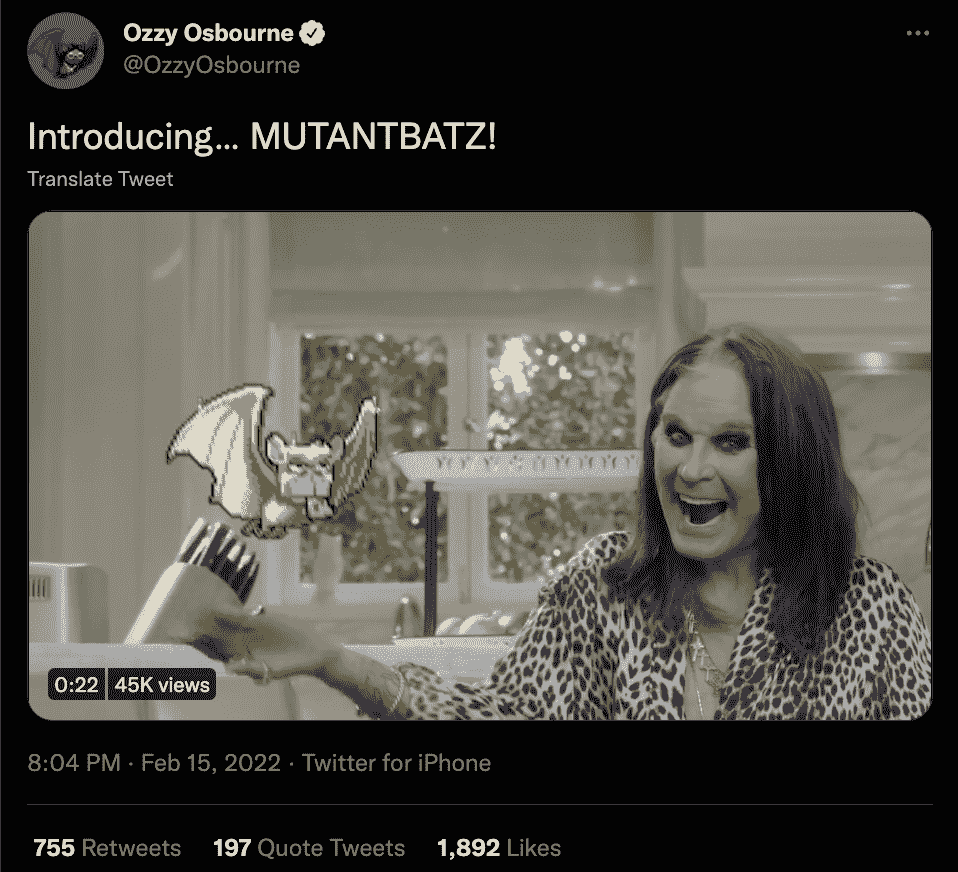 Ozzy Osbourne
@OzzyOsbourne
Introducing... MUTANTBATZ!
Translate Tweet
0:22 45K views
8:04 PM · Feb 15, 2022 · Twitter for iPhone
755 Retweets 197 Quote Tweets 1,892 Likes